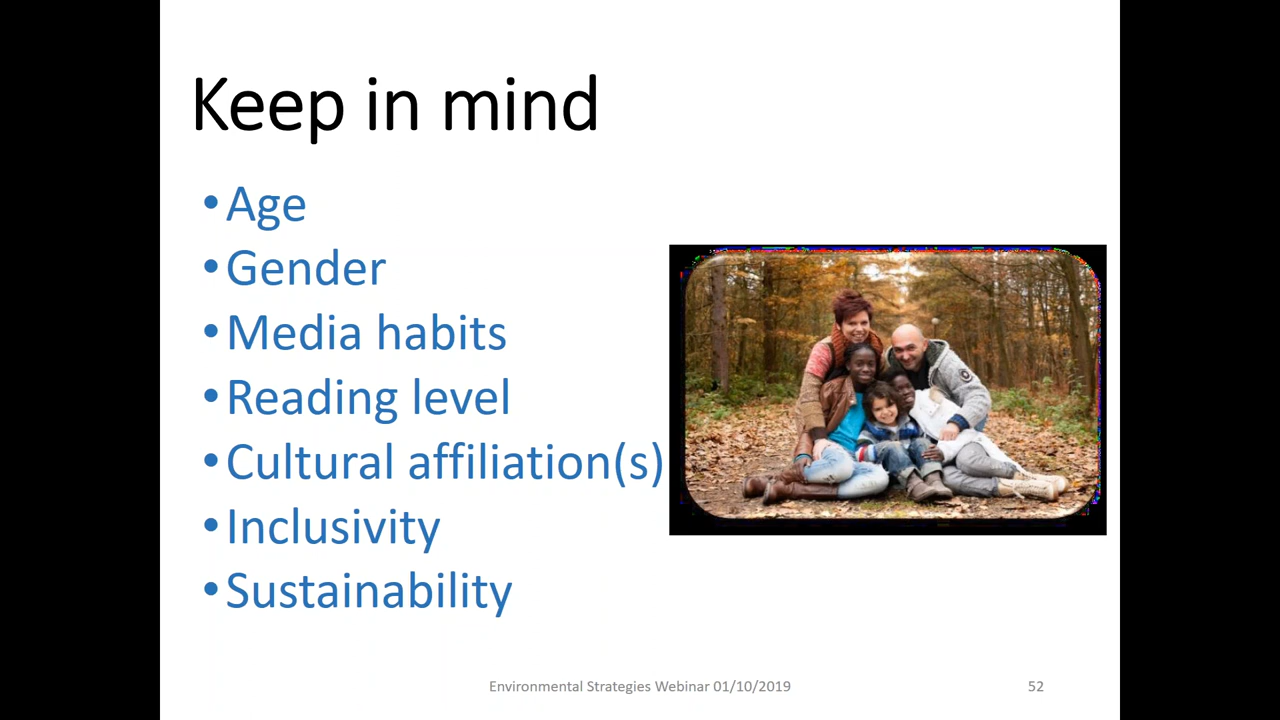 Keep in mind
•Age
•Gender
•Media habits
•Reading level
•Cultural affiliation(s)
•Inclusivity
•Sustainability
Environmental Strategies Webinar 01/10/2019
52